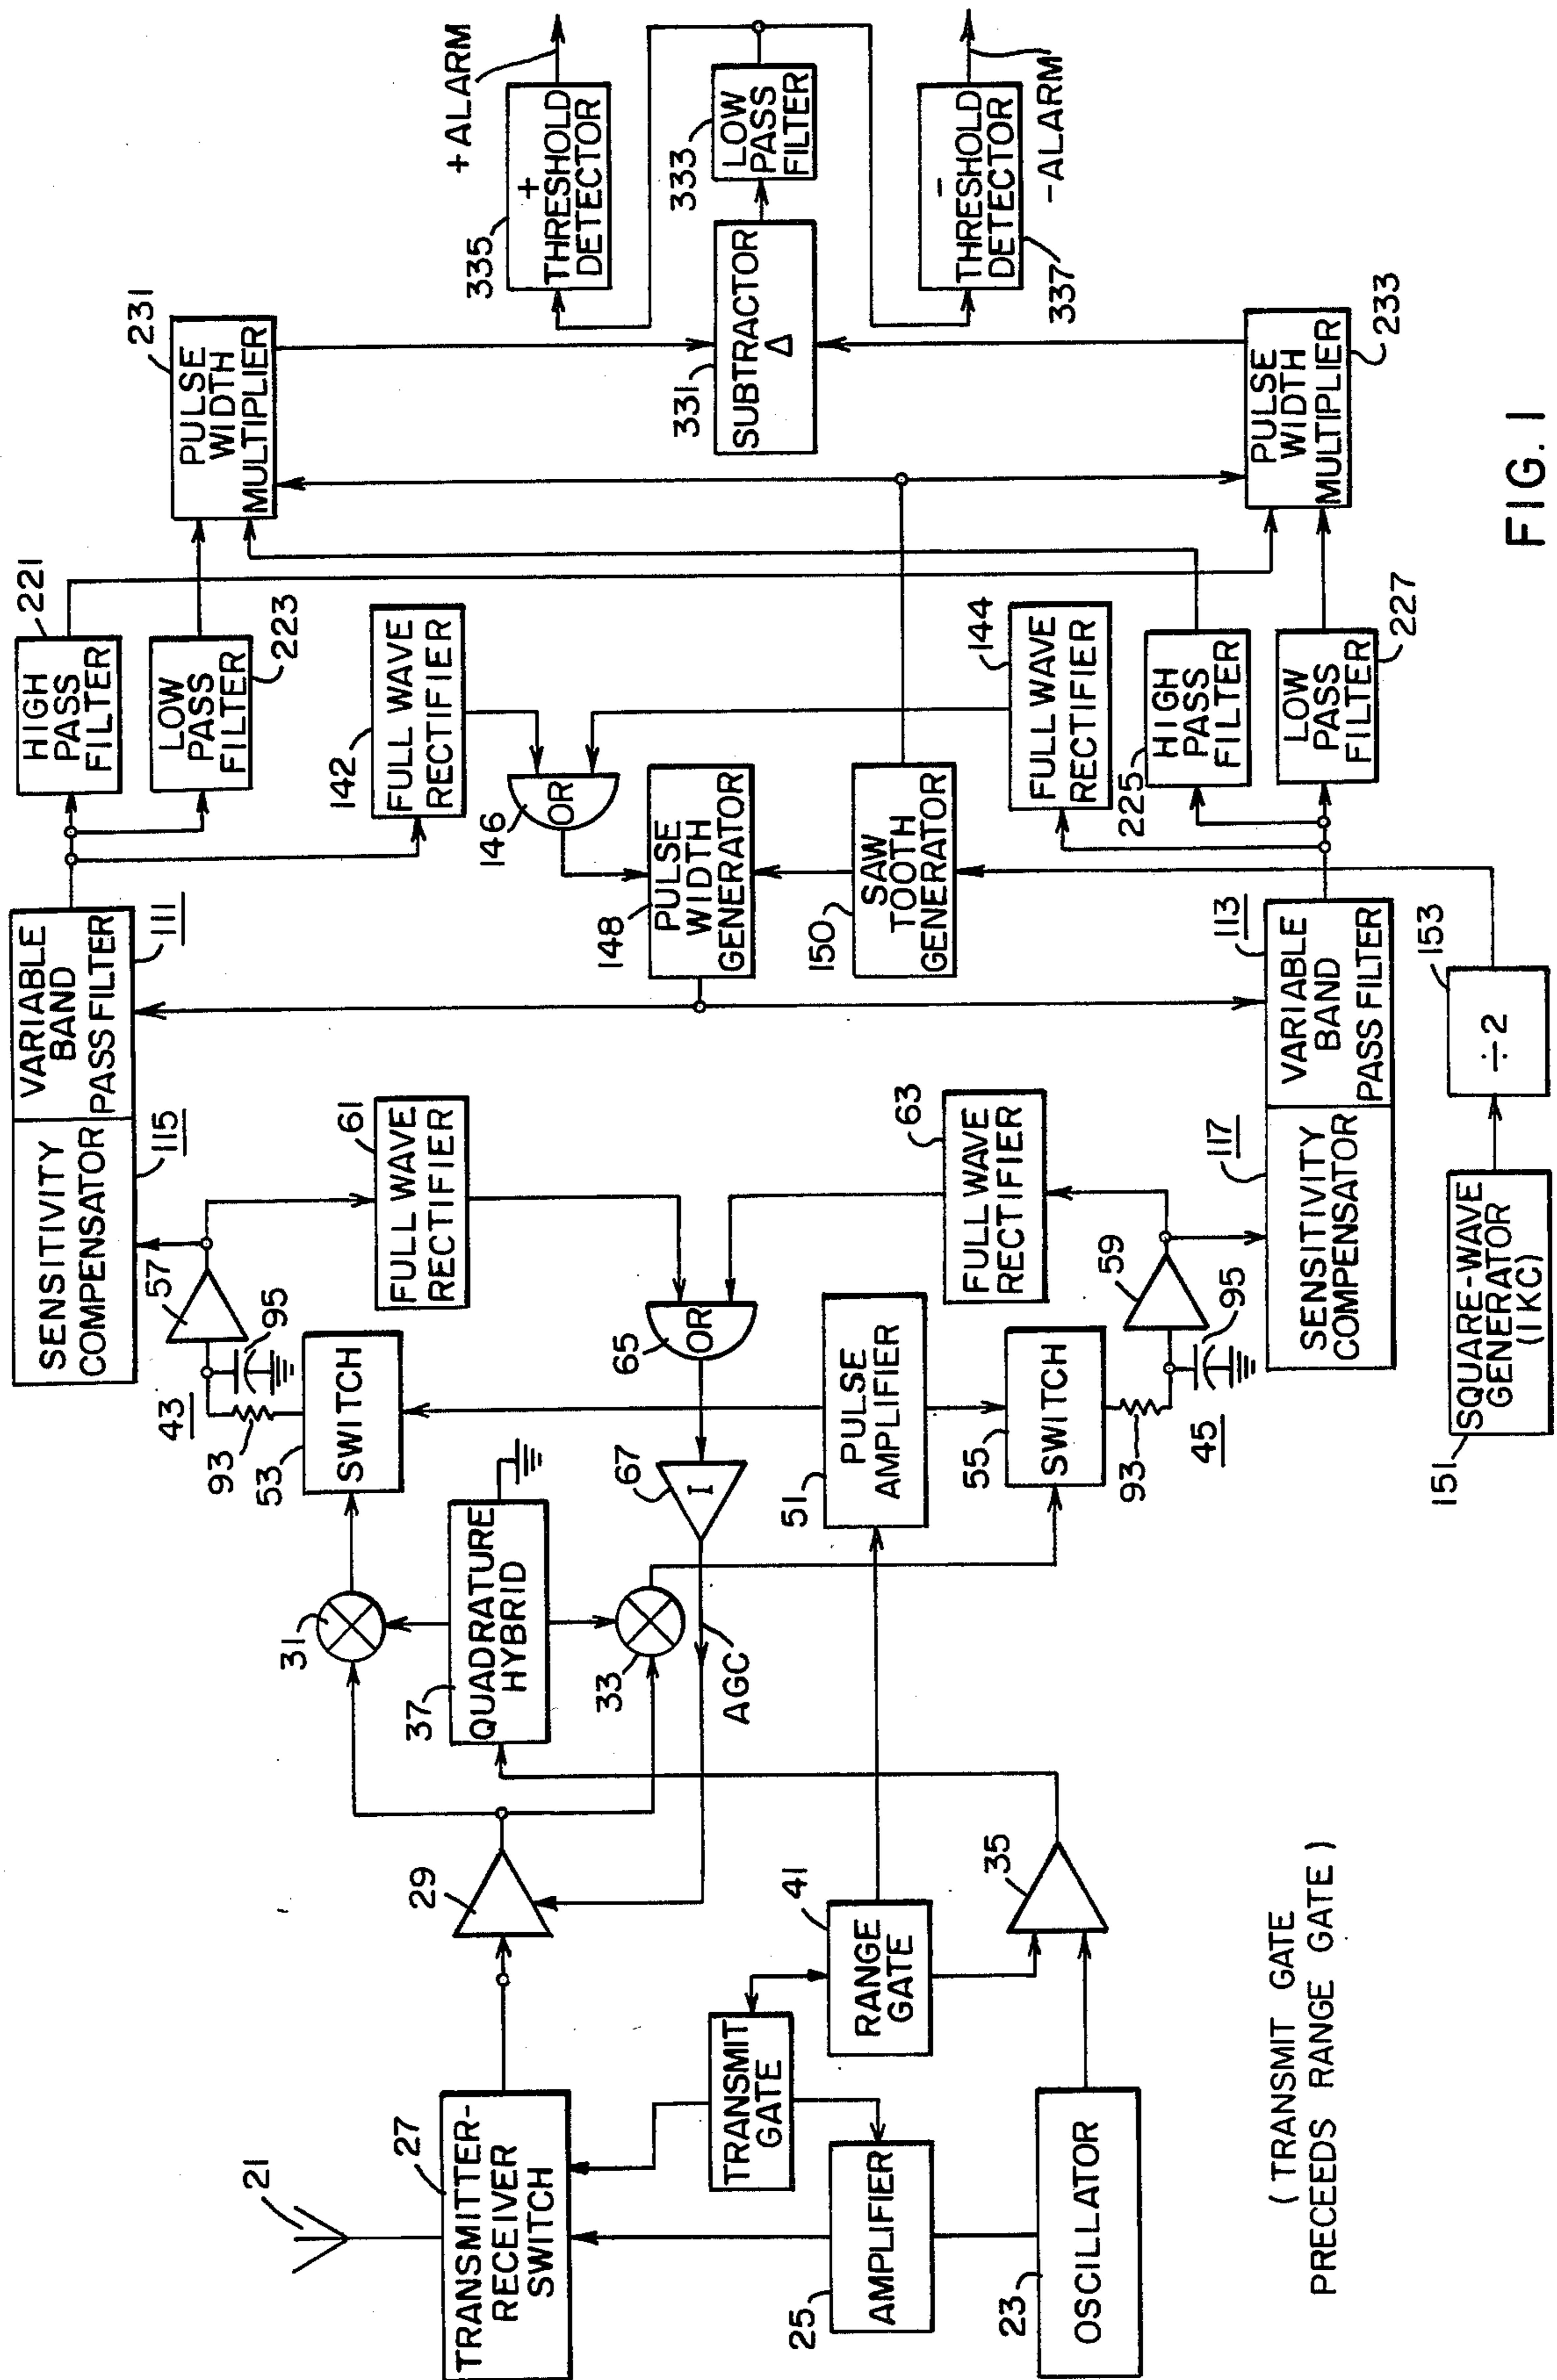 21
27
TRANSMITTER-
RECEIVER
SWITCH
25
AMPLIFIER
23
OSCILLATOR
TRANSMIT
GATE
41
RANGE
GATE
35
29
(TRANSMIT GATE
PRECEEDS RANGE GATE)
31
37
QUADRATURE
HYBRID
33
AGC
67
I
65
OR
53
SWITCH
93
43
95
57
51
PULSE
AMPLIFIER
55
SWITCH
93
45
95
59
61
FULL WAVE
RECTIFIER
63
FULL WAVE
RECTIFIER
SENSITIVITY
COMPENSATOR
115
VARIABLE
BAND
PASS FILTER
111
SENSITIVITY
COMPENSATOR
117
VARIABLE
BAND
PASS FILTER
113
151
SQUARE-WAVE
GENERATOR
(1KC)
153
÷2
148
PULSE
WIDTH
GENERATOR
150
SAW
TOOTH
GENERATOR
146
OR
142
FULL WAVE
RECTIFIER
144
FULL WAVE
RECTIFIER
221
HIGH
PASS
FILTER
223
LOW
PASS
FILTER
225
HIGH
PASS
FILTER
227
LOW
PASS
FILTER
231
PULSE
WIDTH
MULTIPLIER
233
PULSE
WIDTH
MULTIPLIER
331
SUBTRACTOR
Δ
333
LOW
PASS
FILTER
335
+
THRESHOLD
DETECTOR
+ALARM
337
−
THRESHOLD
DETECTOR
-ALARM
FIG. 1